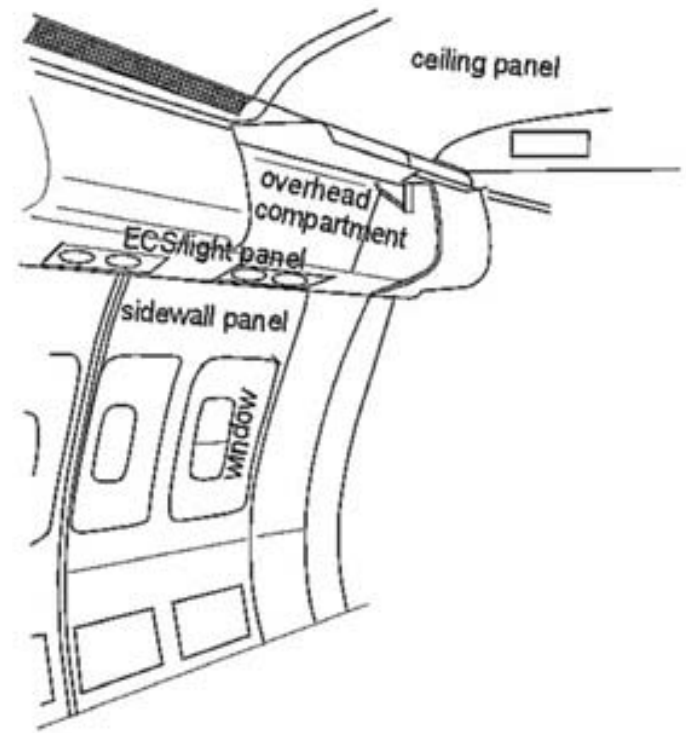 ceiling panel
overhead
compartment
ECS/light panel
sidewall panel
window